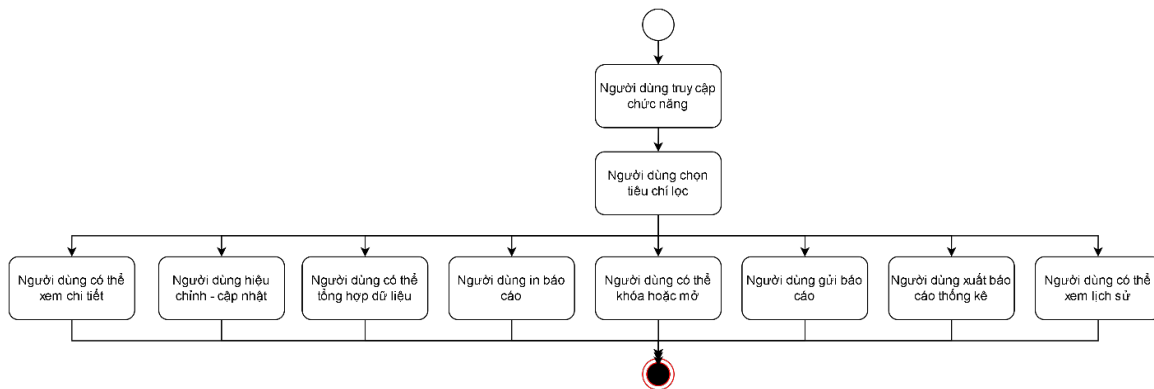 Người dùng truy cập
chức năng
Người dùng chọn
tiêu chí lọc
Người dùng có thể
xem chi tiết
Người dùng hiệu
chỉnh - cập nhật
Người dùng có thể
tổng hợp dữ liệu
Người dùng in báo
cáo
Người dùng có thể
khóa hoặc mở
Người dùng gửi báo
cáo
Người dùng xuất báo
cáo thống kê
Người dùng có thể
xem lịch sử